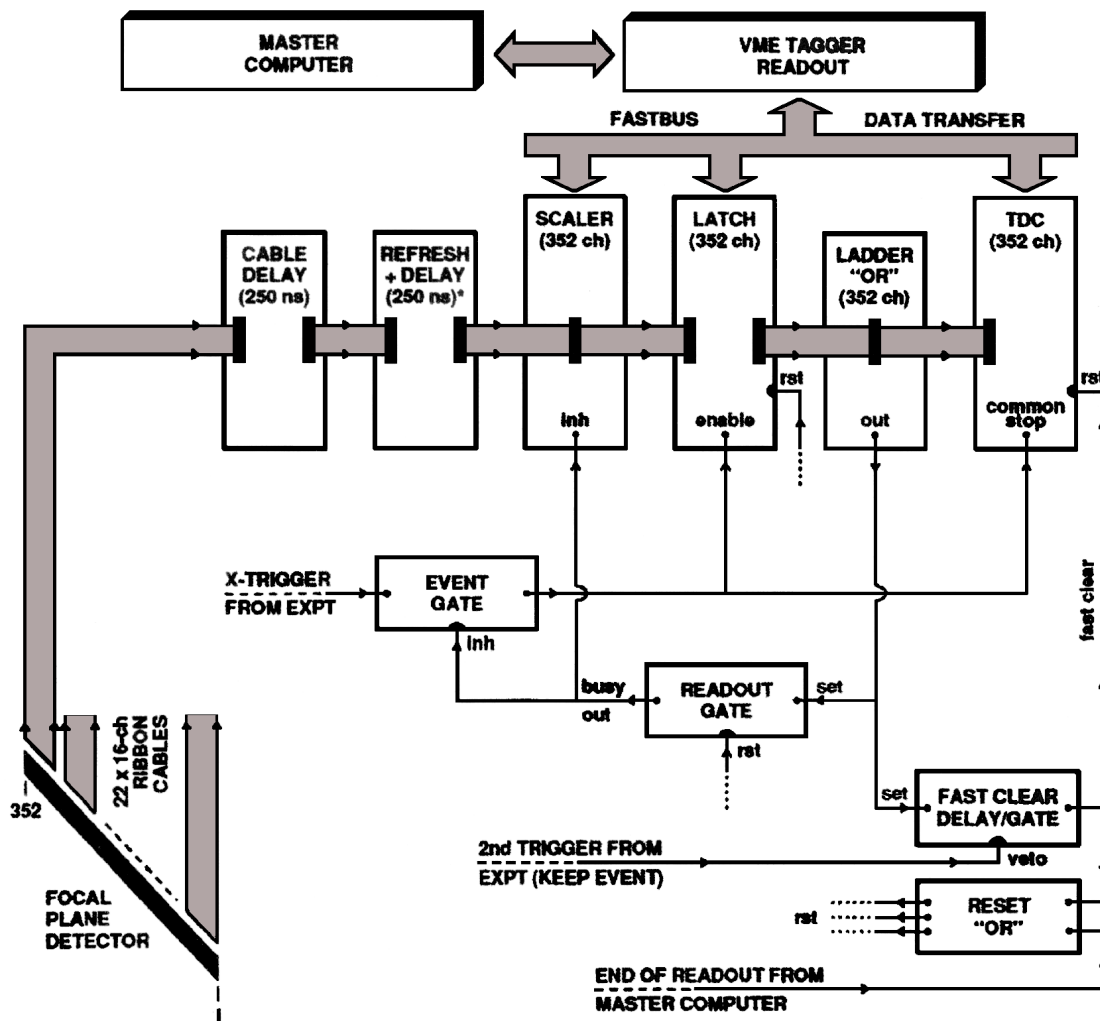 MASTER
COMPUTER
VME TAGGER
READOUT
FASTBUS
DATA TRANSFER
CABLE
DELAY
(250 ns)
REFRESH
+ DELAY
(250 ns)*
SCALER
(352 ch)
LATCH
(352 ch)
LADDER
"OR"
(352 ch)
TDC
(352 ch)
rst
rst
inh
enable
out
common
stop
X-TRIGGER
FROM EXPT
EVENT
GATE
inh
fast clear
busy
out
READOUT
GATE
set
rst
22 x 16-ch
RIBBON
CABLES
352
set
FAST CLEAR
DELAY/GATE
2nd TRIGGER FROM
EXPT (KEEP EVENT)
veto
FOCAL
PLANE
DETECTOR
rst
RESET
"OR"
END OF READOUT FROM
MASTER COMPUTER